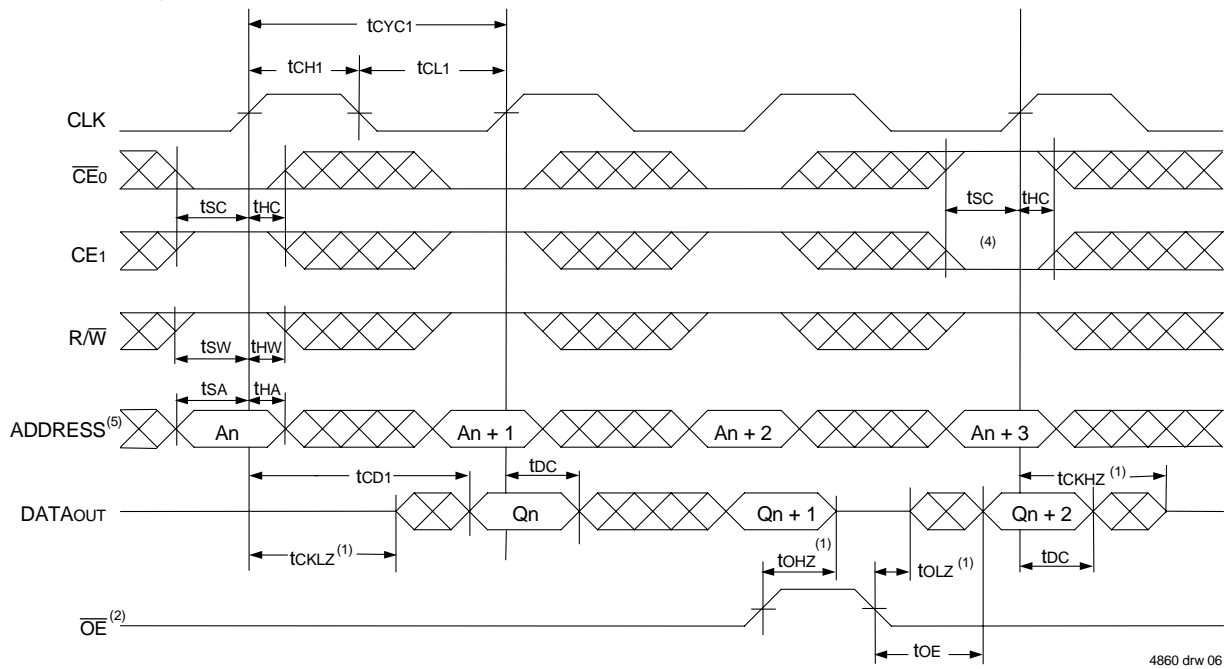 tCYC1
tCH1 tCL1
CLK
CE0
tSC tHC tSC tHC
CE1 (4)
R/W
tSW tHW
tSA tHA
ADDRESS(5) An An + 1 An + 2 An + 3
tCD1 tDC tCKHZ (1)
DATAOUT Qn Qn + 1 Qn + 2
tCKLZ (1) tOHZ (1) tOLZ (1) tDC
OE (2)
tOE
4860 drw 06